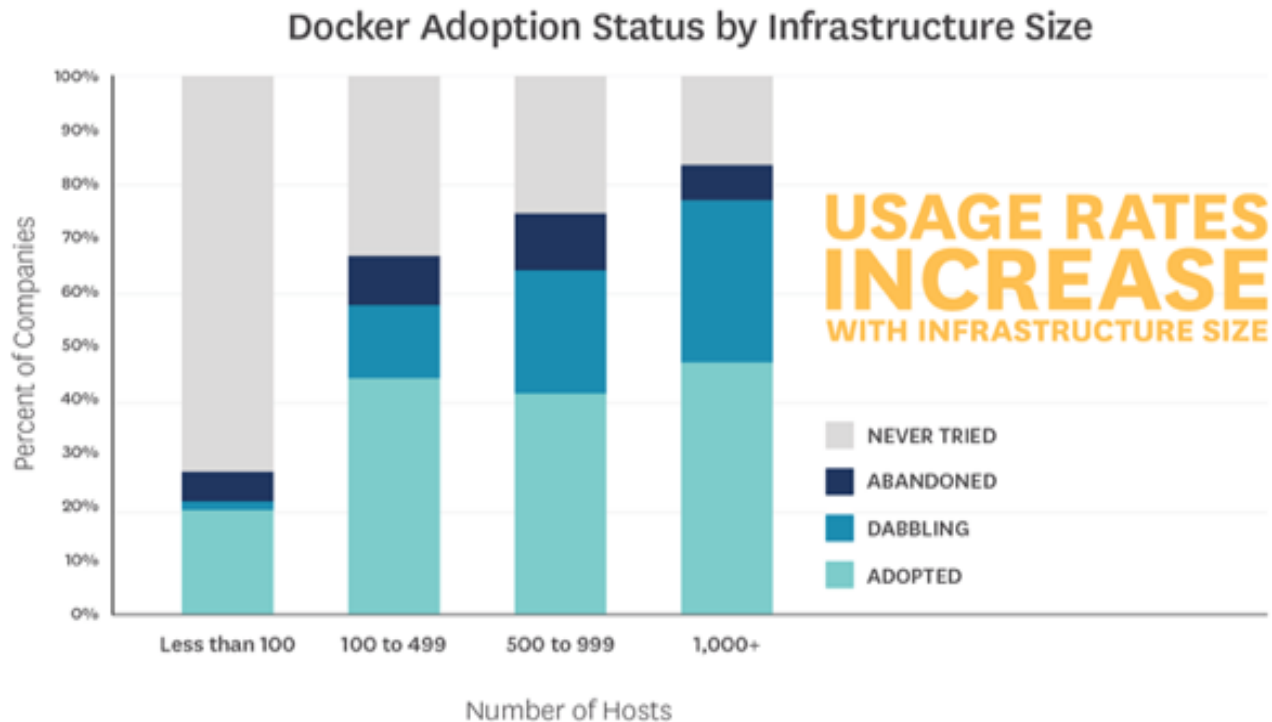 Docker Adoption Status by Infrastructure Size
100%
90%
80%
70%
60%
50%
40%
30%
20%
10%
0%
Percent of Companies
Less than 100
100 to 499
500 to 999
1,000+
Number of Hosts
USAGE RATES
INCREASE
WITH INFRASTRUCTURE SIZE
NEVER TRIED
ABANDONED
DABBLING
ADOPTED